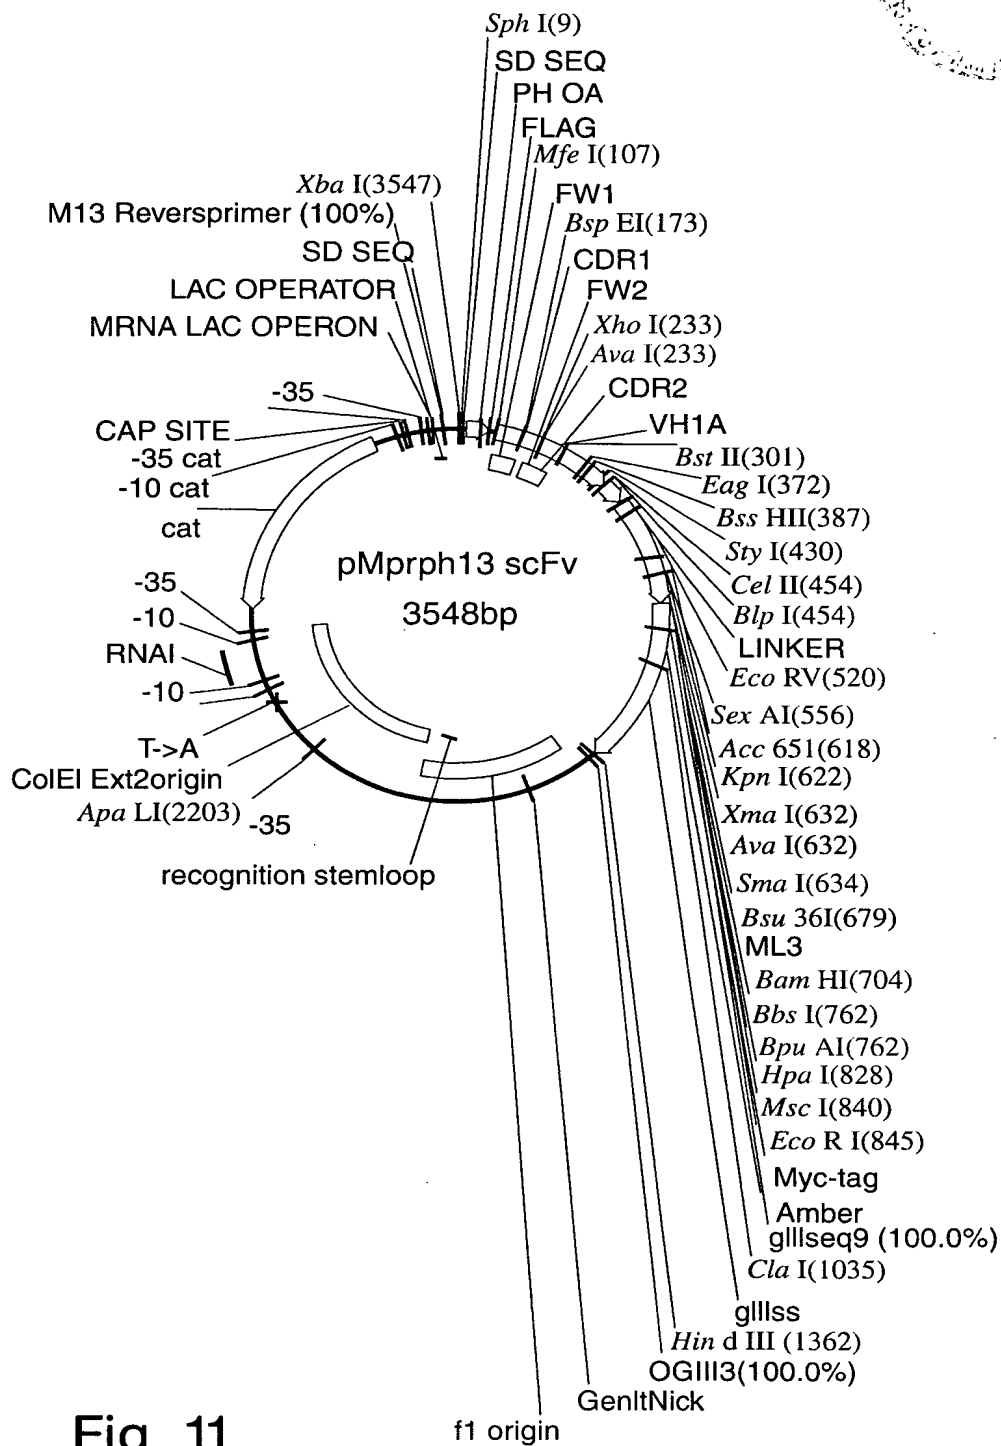 Sph I(9)
SD SEQ
PH OA
FLAG
Mfe I(107)
Xba I(3547)
FW1
M13 Reversprimer (100%)
Bsp EI(173)
SD SEQ
CDR1
LAC OPERATOR
FW2
MRNA LAC OPERON
Xho I(233)
Ava I(233)
-35
CDR2
CAP SITE
VH1A
-35 cat
Bst II(301)
-10 cat
Eag I(372)
cat
Bss HII(387)
Sty I(430)
pMprph13 scFv
3548bp
Cel II(454)
-35
Blp I(454)
-10
LINKER
RNAI
Eco RV(520)
-10
Sex AI(556)
T->A
Acc 651(618)
ColEI Ext2origin
Kpn I(622)
Apa LI(2203)
-35
Xma I(632)
Ava I(632)
recognition stemloop
Sma I(634)
Bsu 36I(679)
ML3
Bam HI(704)
Bbs I(762)
Bpu AI(762)
Hpa I(828)
Msc I(840)
Eco R I(845)
Myc-tag
Amber
gIIIseq9 (100.0%)
Cla I(1035)
gIIIss
Hin d III (1362)
OGIII3(100.0%)
GenItNick
f1 origin
Fig. 11